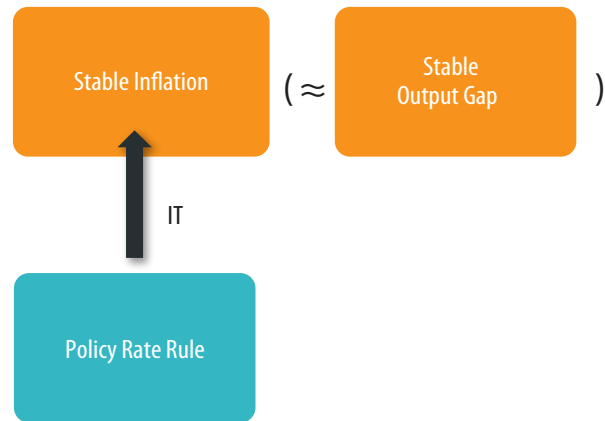 Stable Inflation
( ≈
Stable
Output Gap
)
IT
Policy Rate Rule